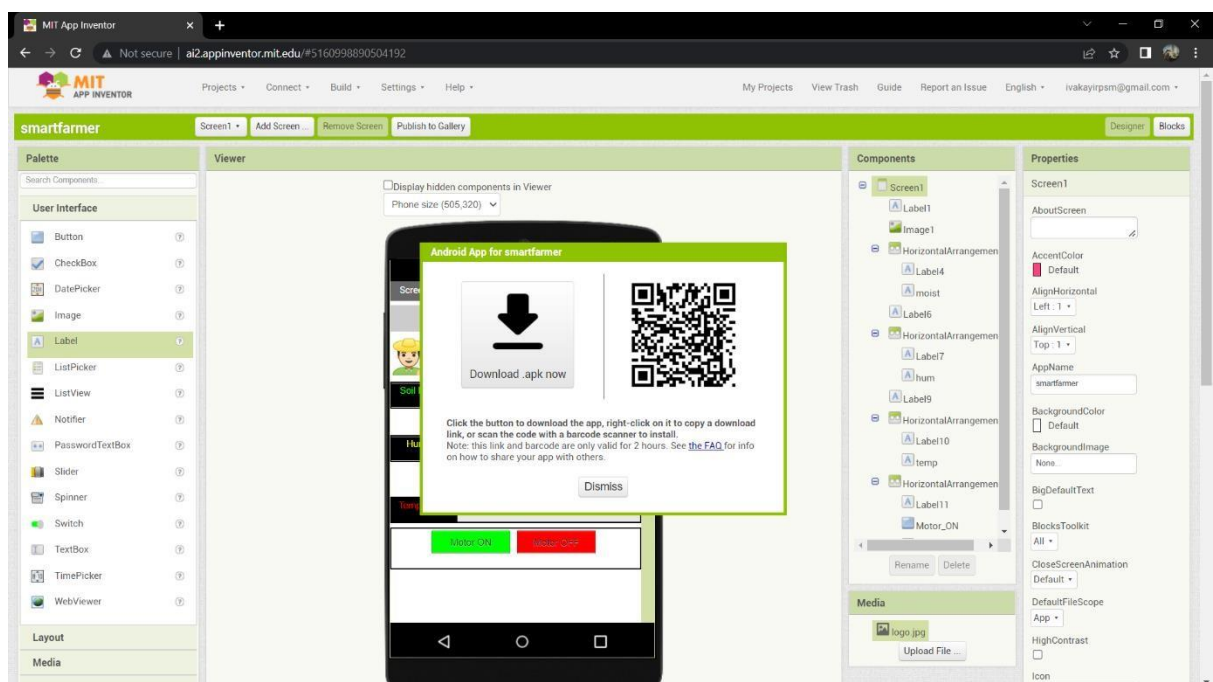 MIT App Inventor
Not secure | ai2.appinventor.mit.edu/#5160998890504192
MIT
APP INVENTOR
Projects Connect Build Settings Help My Projects View Trash Guide Report an Issue English ivakayirpsm@gmail.com
smartfarmer Screen1 Add Screen ... Remove Screen Publish to Gallery Designer Blocks
Palette
Search Components...
User Interface
Button
CheckBox
DatePicker
Image
Label
ListPicker
ListView
Notifier
PasswordTextBox
Slider
Spinner
Switch
TextBox
TimePicker
WebViewer
Layout
Media
Viewer
Display hidden components in Viewer
Phone size (505,320)
Scre
Soil
Hu
Temp
Motor ON Motor OFF
Android App for smartfarmer
Download .apk now
Click the button to download the app, right-click on it to copy a download
link, or scan the code with a barcode scanner to install.
Note: this link and barcode are only valid for 2 hours. See the FAQ for info
on how to share your app with others.
Dismiss
Components
Screen1
Label1
Image1
HorizontalArrangemen
Label4
moist
Label6
HorizontalArrangemen
Label7
hum
Label9
HorizontalArrangemen
Label10
temp
HorizontalArrangemen
Label11
Motor_ON
Rename Delete
Media
logo.jpg
Upload File ...
Properties
Screen1
AboutScreen
AccentColor
Default
AlignHorizontal
Left : 1
AlignVertical
Top : 1
AppName
smartfarmer
BackgroundColor
Default
BackgroundImage
None...
BigDefaultText
BlocksToolkit
All
CloseScreenAnimation
Default
DefaultFileScope
App
HighContrast
Icon